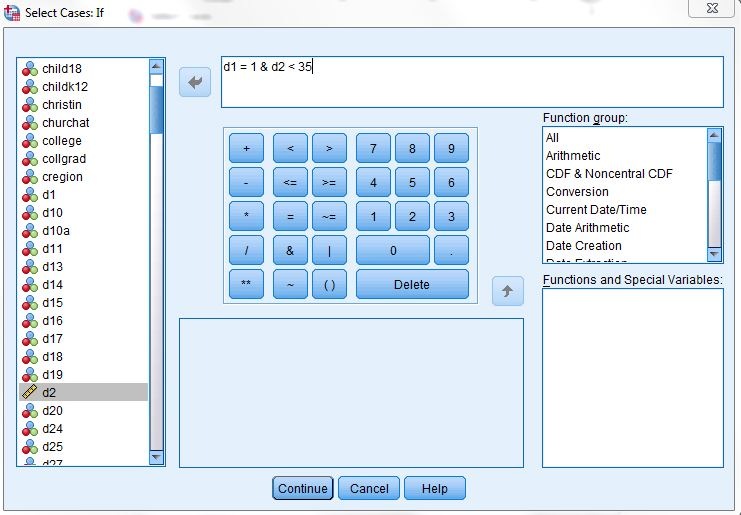 Select Cases: If
child18
childk12
christin
churchat
college
collgrad
cregion
d1
d10
d10a
d11
d13
d14
d15
d16
d17
d18
d19
d2
d20
d24
d25
d27
d1 = 1 & d2 < 35
+ < > 7 8 9
- <= >= 4 5 6
* = ~= 1 2 3
/ & | 0 .
** ~ ( ) Delete
Function group:
All
Arithmetic
CDF & Noncentral CDF
Conversion
Current Date/Time
Date Arithmetic
Date Creation
Date Extraction
Functions and Special Variables:
Continue Cancel Help